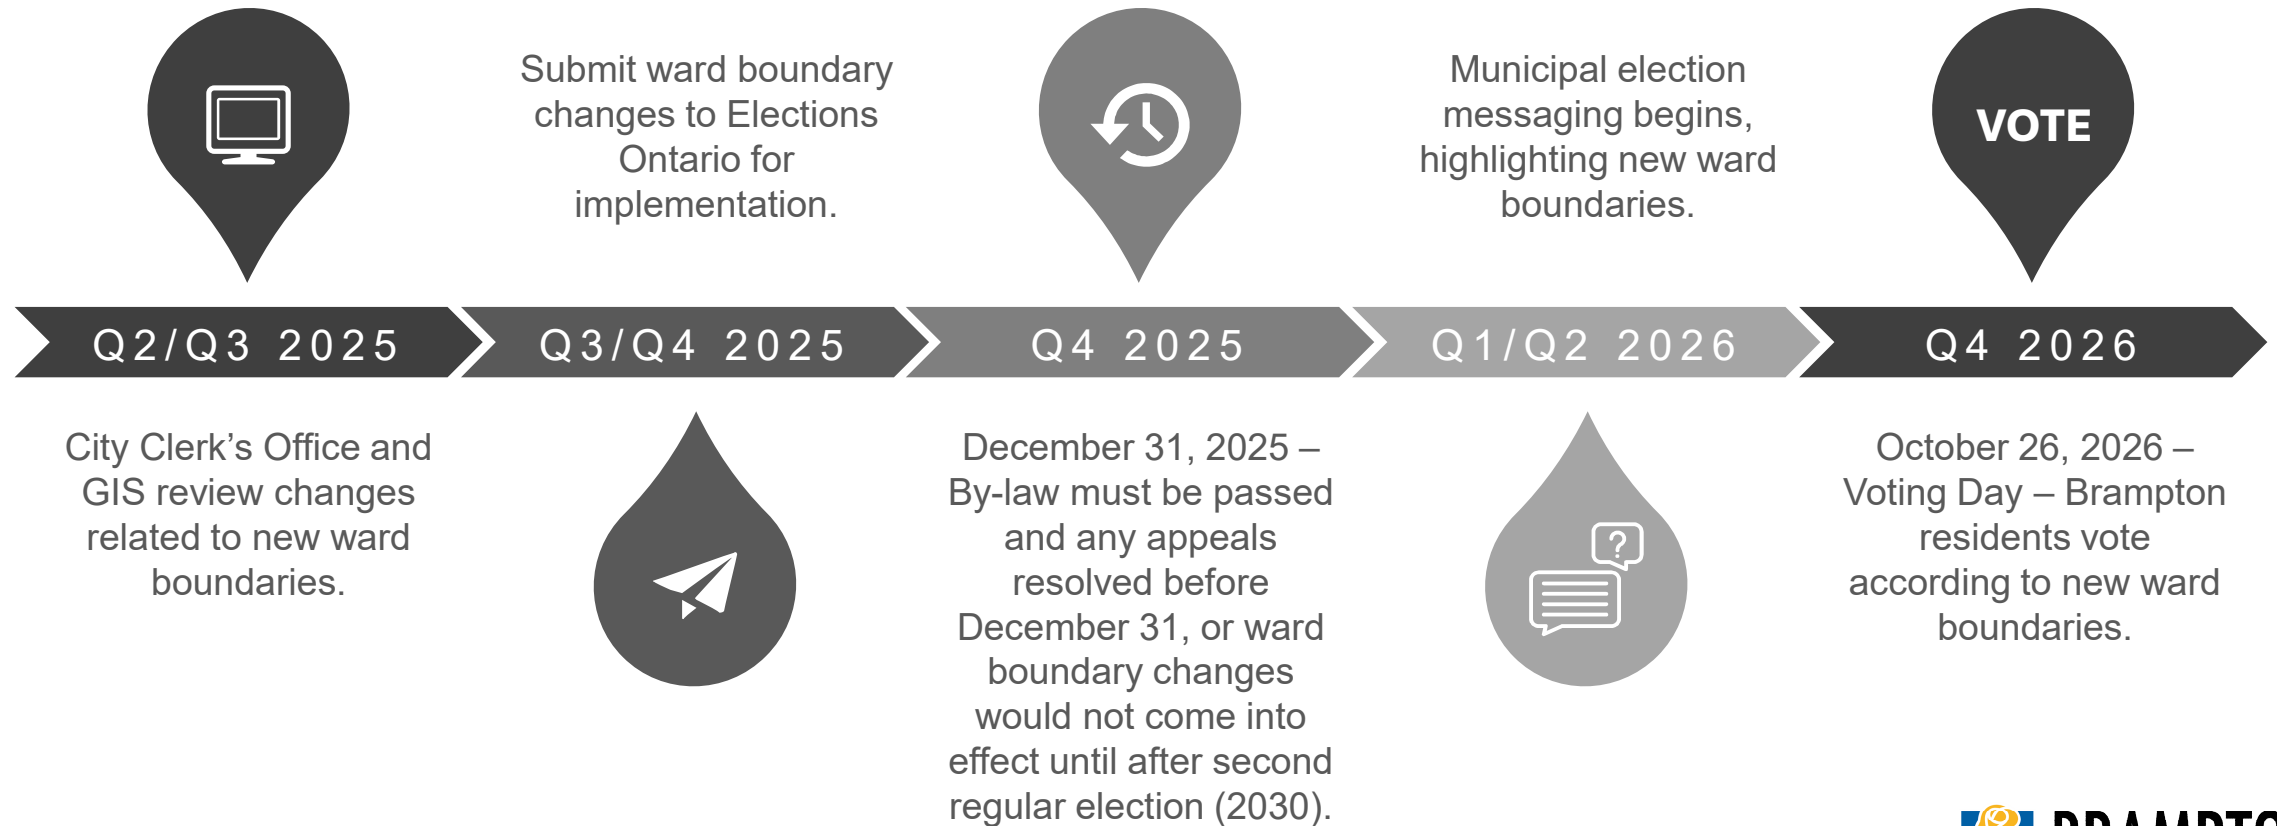 Submit ward boundary
changes to Elections
Ontario for
implementation.
Municipal election
messaging begins,
highlighting new ward
boundaries.
VOTE
Q2/Q3 2025
Q3/Q4 2025
Q4 2025
Q1/Q2 2026
Q4 2026
City Clerk’s Office and
GIS review changes
related to new ward
boundaries.
December 31, 2025 –
By-law must be passed
and any appeals
resolved before
December 31, or ward
boundary changes
would not come into
effect until after second
regular election (2030).
?
October 26, 2026 –
Voting Day – Brampton
residents vote
according to new ward
boundaries.